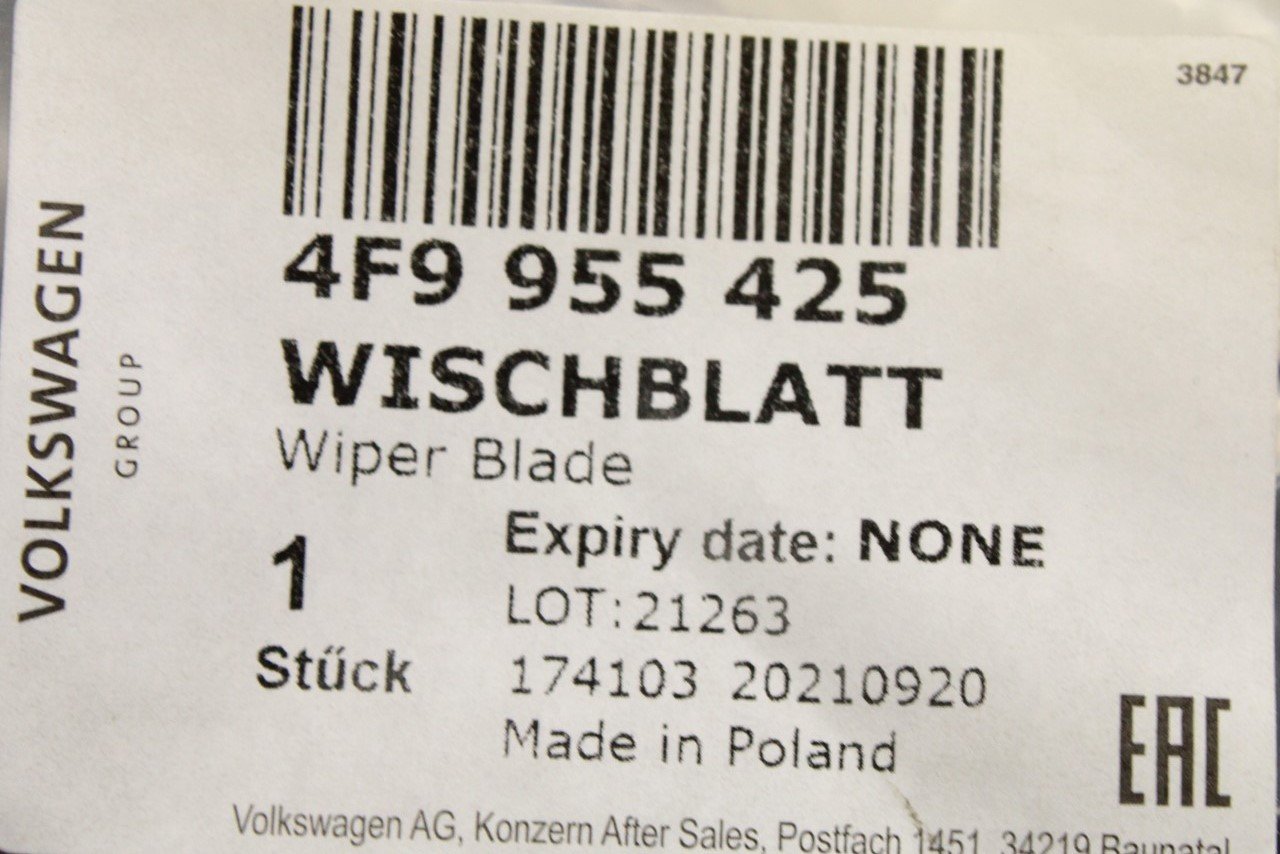 3847
VOLKSWAGEN
GROUP
4F9 955 425
WISCHBLATT
Wiper Blade
1
Stück
Expiry date: NONE
LOT:21263
174103 20210920
Made in Poland
EAC
Volkswagen AG, Konzern After Sales, Postfach 1451, 34219 Baunatal